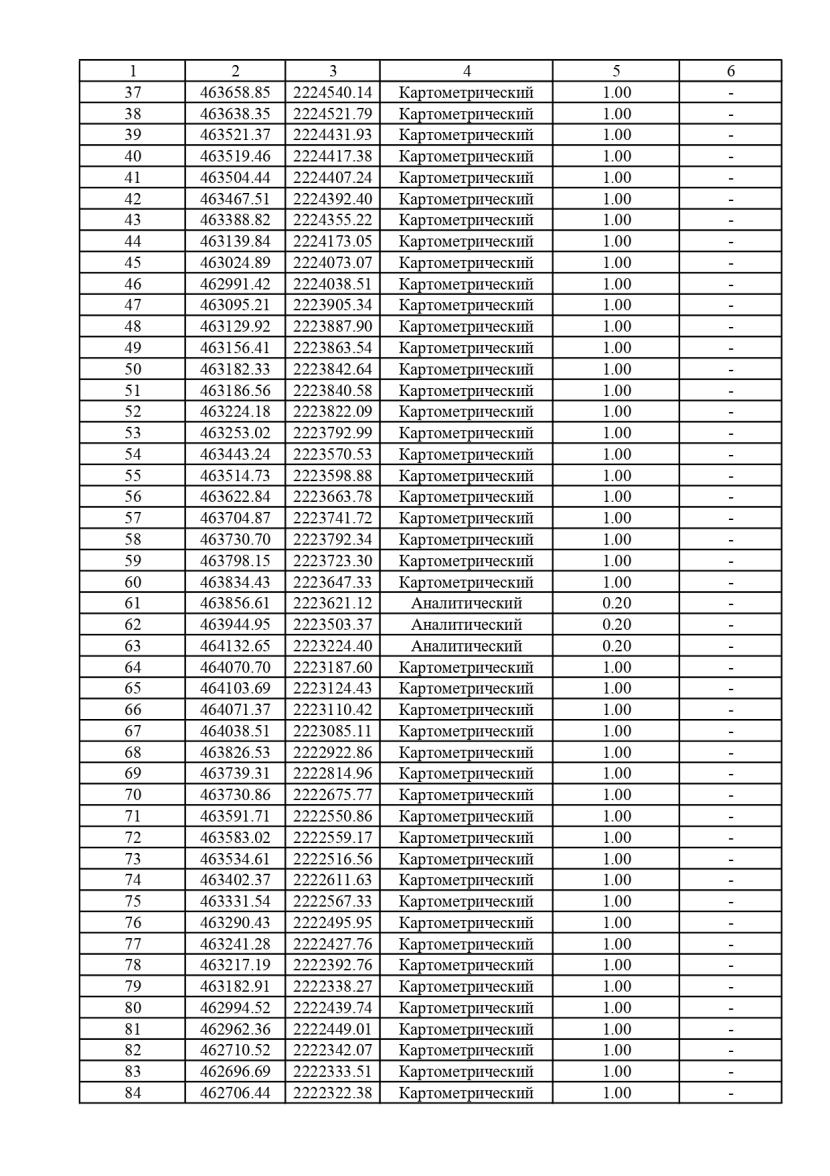 1 2 3 4 5 6
37 463658.85 2224540.14 Картометрический 1.00 -
38 463638.35 2224521.79 Картометрический 1.00 -
39 463521.37 2224431.93 Картометрический 1.00 -
40 463519.46 2224417.38 Картометрический 1.00 -
41 463504.44 2224407.24 Картометрический 1.00 -
42 463467.51 2224392.40 Картометрический 1.00 -
43 463388.82 2224355.22 Картометрический 1.00 -
44 463139.84 2224173.05 Картометрический 1.00 -
45 463024.89 2224073.07 Картометрический 1.00 -
46 462991.42 2224038.51 Картометрический 1.00 -
47 463095.21 2223905.34 Картометрический 1.00 -
48 463129.92 2223887.90 Картометрический 1.00 -
49 463156.41 2223863.54 Картометрический 1.00 -
50 463182.33 2223842.64 Картометрический 1.00 -
51 463186.56 2223840.58 Картометрический 1.00 -
52 463224.18 2223822.09 Картометрический 1.00 -
53 463253.02 2223792.99 Картометрический 1.00 -
54 463443.24 2223570.53 Картометрический 1.00 -
55 463514.73 2223598.88 Картометрический 1.00 -
56 463622.84 2223663.78 Картометрический 1.00 -
57 463704.87 2223741.72 Картометрический 1.00 -
58 463730.70 2223792.34 Картометрический 1.00 -
59 463798.15 2223723.30 Картометрический 1.00 -
60 463834.43 2223647.33 Картометрический 1.00 -
61 463856.61 2223621.12 Аналитический 0.20 -
62 463944.95 2223503.37 Аналитический 0.20 -
63 464132.65 2223224.40 Аналитический 0.20 -
64 464070.70 2223187.60 Картометрический 1.00 -
65 464103.69 2223124.43 Картометрический 1.00 -
66 464071.37 2223110.42 Картометрический 1.00 -
67 464038.51 2223085.11 Картометрический 1.00 -
68 463826.53 2222922.86 Картометрический 1.00 -
69 463739.31 2222814.96 Картометрический 1.00 -
70 463730.86 2222675.77 Картометрический 1.00 -
71 463591.71 2222550.86 Картометрический 1.00 -
72 463583.02 2222559.17 Картометрический 1.00 -
73 463534.61 2222516.56 Картометрический 1.00 -
74 463402.37 2222611.63 Картометрический 1.00 -
75 463331.54 2222567.33 Картометрический 1.00 -
76 463290.43 2222495.95 Картометрический 1.00 -
77 463241.28 2222427.76 Картометрический 1.00 -
78 463217.19 2222392.76 Картометрический 1.00 -
79 463182.91 2222338.27 Картометрический 1.00 -
80 462994.52 2222439.74 Картометрический 1.00 -
81 462962.36 2222449.01 Картометрический 1.00 -
82 462710.52 2222342.07 Картометрический 1.00 -
83 462696.69 2222333.51 Картометрический 1.00 -
84 462706.44 2222322.38 Картометрический 1.00 -